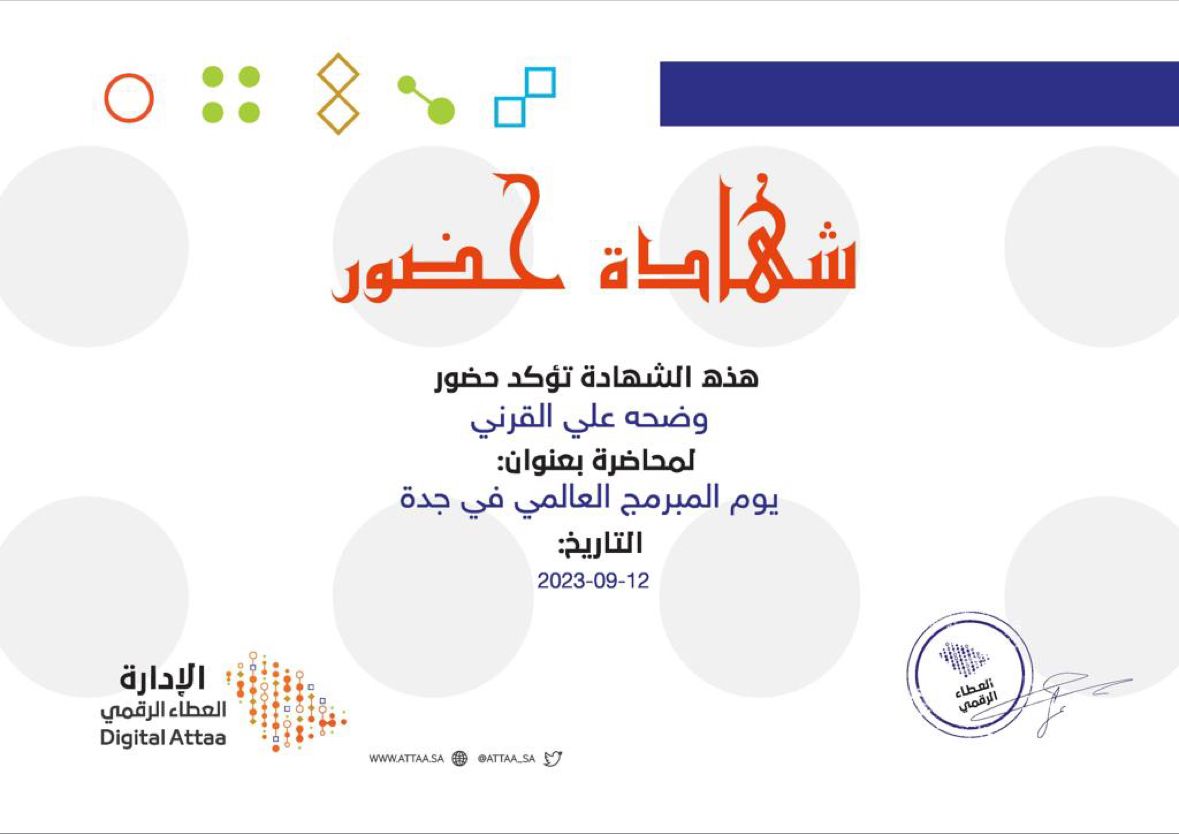 شهادة حضور
هذه الشهادة تؤكد حضور
وضحه علي القرني
لمحاضرة بعنوان:
يوم المبرمج العالمي في جدة
التاريخ:
2023-09-12
الإدارة
العطاء الرقمي
Digital Attaa
WWW.ATTAA.SA @ATTAA_SA
العطاء
الرقمي